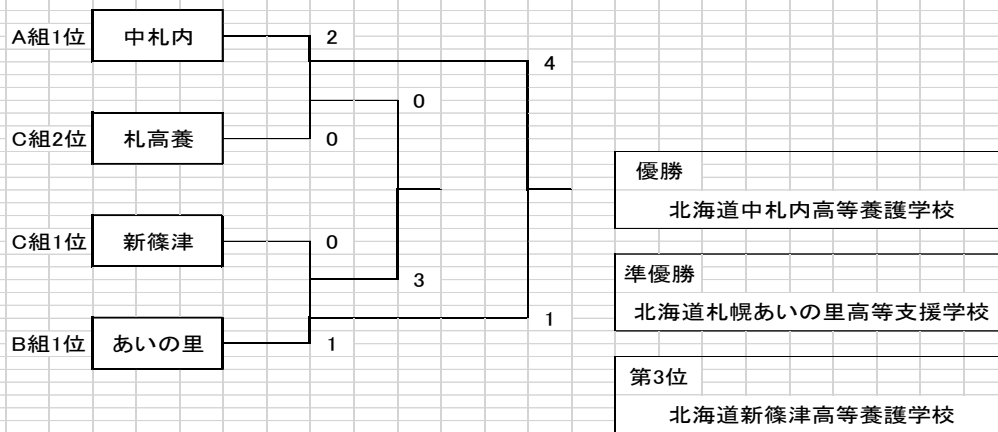 A組1位 中札内 2
4
0
C組2位 札高養 0
優勝
北海道中札内高等養護学校
C組1位 新篠津 0
準優勝
3
北海道札幌あいの里高等支援学校
1
B組1位 あいの里 1
第3位
北海道新篠津高等養護学校